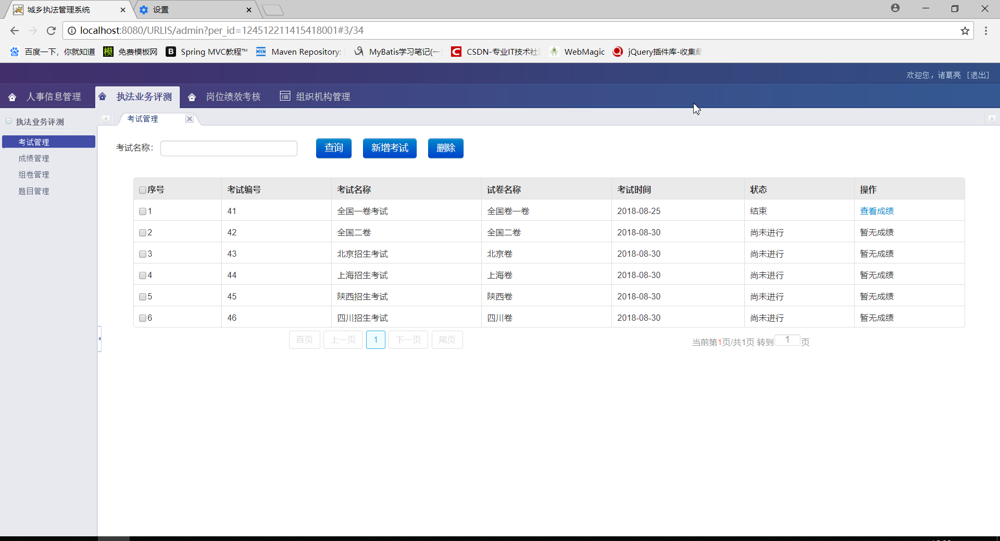 城乡执法管理系统 设置
localhost:8080/URLIS/admin?per_id=124512211415418001#3/34
百度一下，你就知道 免费模板网 Spring MVC教程™ Maven Repository: MyBatis学习笔记(一 CSDN-专业IT技术社 WebMagic jQuery插件库-收集最
欢迎您，诸葛亮 [退出]
人事信息管理 执法业务评测 岗位绩效考核 组织机构管理
执法业务评测
考试管理
成绩管理
组卷管理
题目管理
考试管理
考试名称： 查询 新增考试 删除
序号 考试编号 考试名称 试卷名称 考试时间 状态 操作
1 41 全国一卷考试 全国卷一卷 2018-08-25 结束 查看成绩
2 42 全国二卷 全国二卷 2018-08-30 尚未进行 暂无成绩
3 43 北京招生考试 北京卷 2018-08-30 尚未进行 暂无成绩
4 44 上海招生考试 上海卷 2018-08-30 尚未进行 暂无成绩
5 45 陕西招生考试 陕西卷 2018-08-30 尚未进行 暂无成绩
6 46 四川招生考试 四川卷 2018-08-30 尚未进行 暂无成绩
首页 上一页 1 下一页 尾页 当前第1页/共1页 转到 1 页